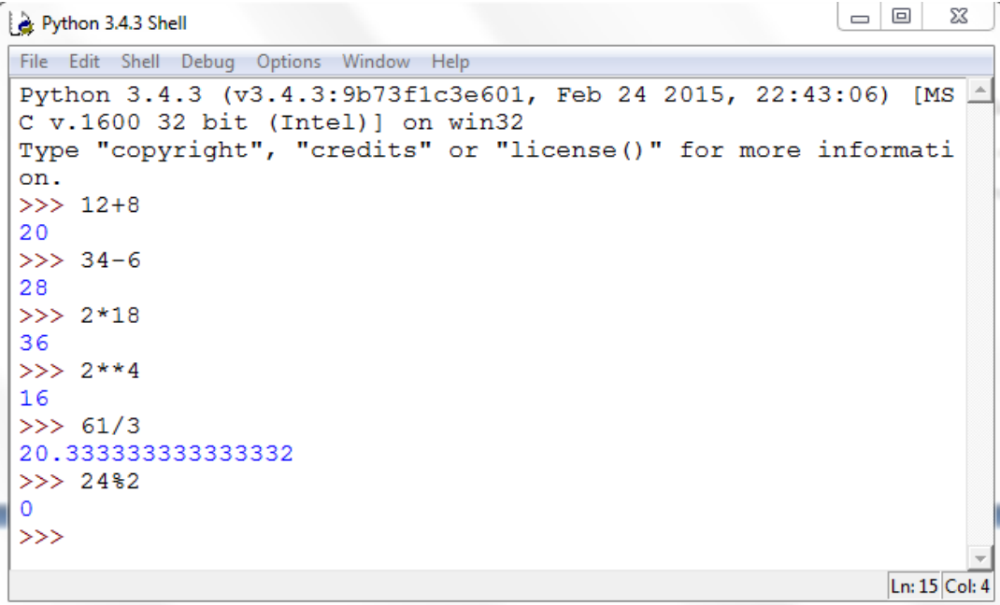 Python 3.4.3 Shell
File Edit Shell Debug Options Window Help
Python 3.4.3 (v3.4.3:9b73f1c3e601, Feb 24 2015, 22:43:06) [MS
C v.1600 32 bit (Intel)] on win32
Type "copyright", "credits" or "license()" for more informati
on.
>>> 12+8
20
>>> 34-6
28
>>> 2*18
36
>>> 2**4
16
>>> 61/3
20.333333333333332
>>> 24%2
0
>>>
Ln: 15 Col: 4